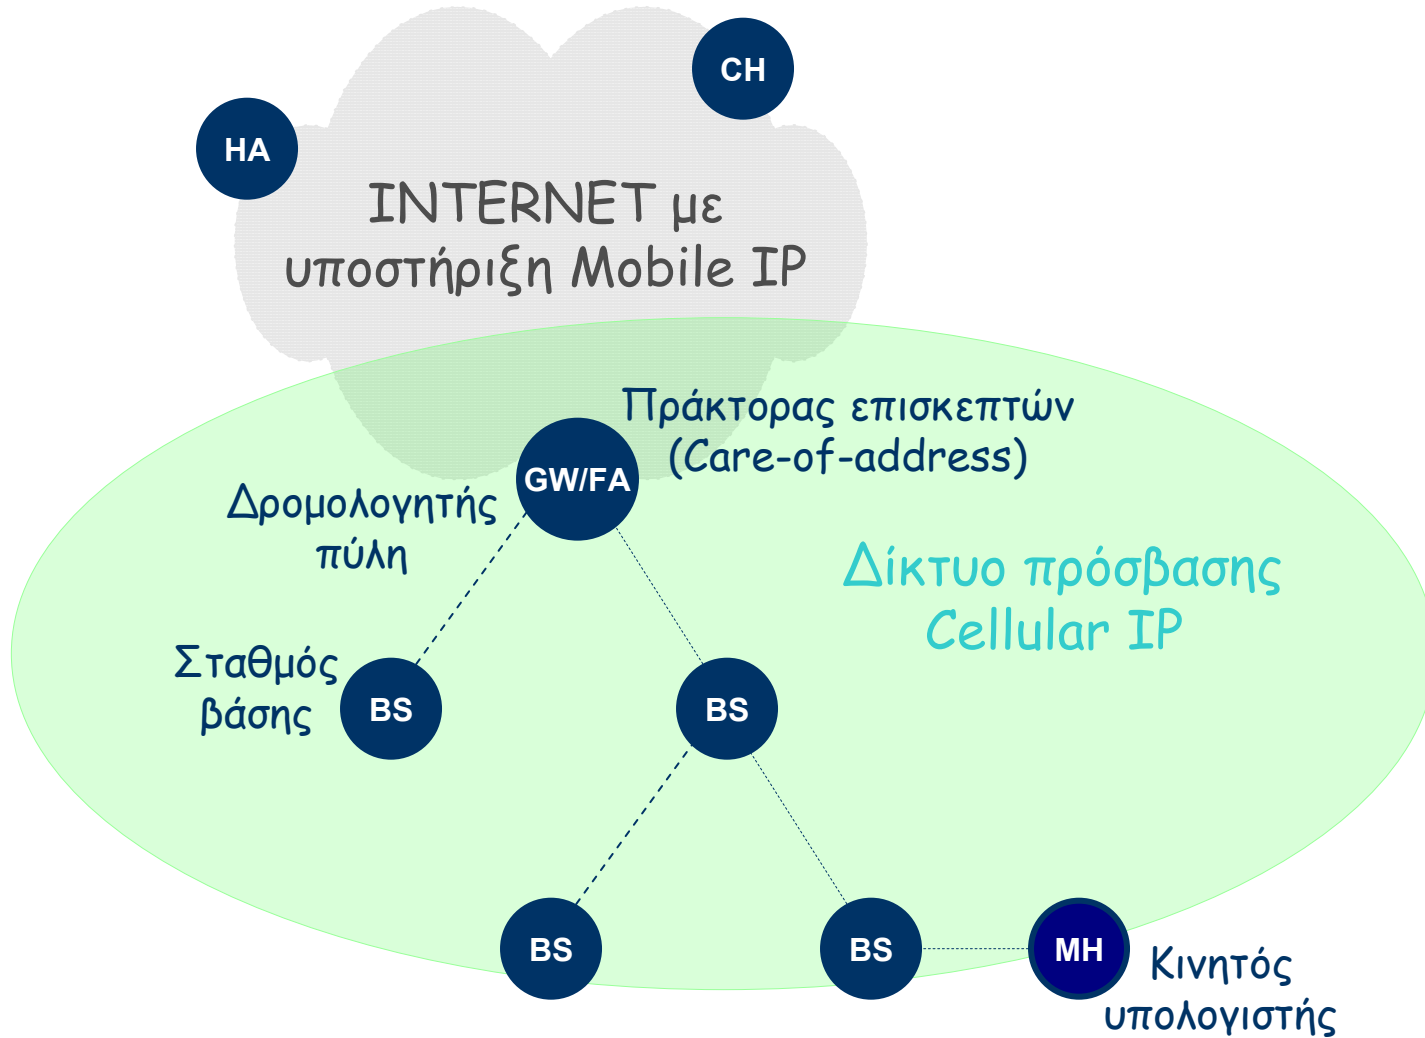 CH
HA
INTERNET με
υποστήριξη Mobile IP
Πράκτορας επισκεπτών
(Care-of-address)
GW/FA
Δρομολογητής
πύλη
Δίκτυο πρόσβασης
Cellular IP
Σταθμός
βάσης
BS
BS
BS
BS
MH
Κινητός
υπολογιστής